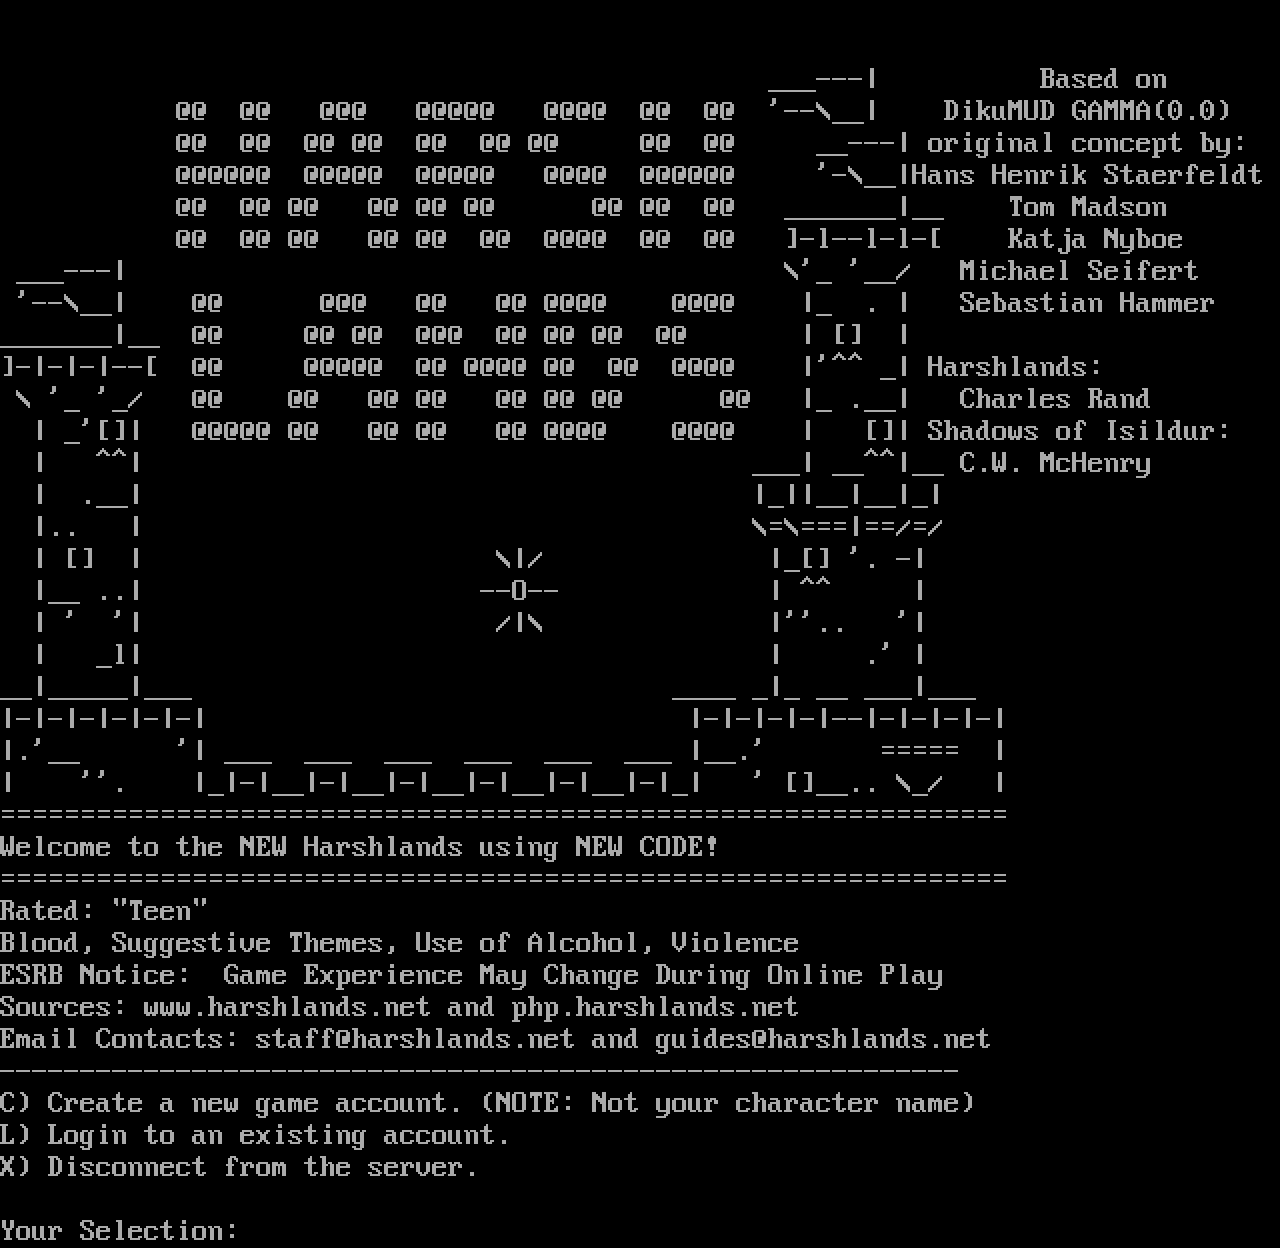 HARSH
LANDS
Based on
DikuMUD GAMMA(0.0)
original concept by:
Hans Henrik Staerfeldt
Tom Madson
Katja Nyboe
Michael Seifert
Sebastian Hammer
Harshlands:
Charles Rand
Shadows of Isildur:
C.W. McHenry
Welcome to the NEW Harshlands using NEW CODE!
Rated: "Teen"
Blood, Suggestive Themes, Use of Alcohol, Violence
ESRB Notice:  Game Experience May Change During Online Play
Sources: www.harshlands.net and php.harshlands.net
Email Contacts: staff@harshlands.net and guides@harshlands.net
C) Create a new game account. (NOTE: Not your character name)
L) Login to an existing account.
X) Disconnect from the server.
Your Selection: